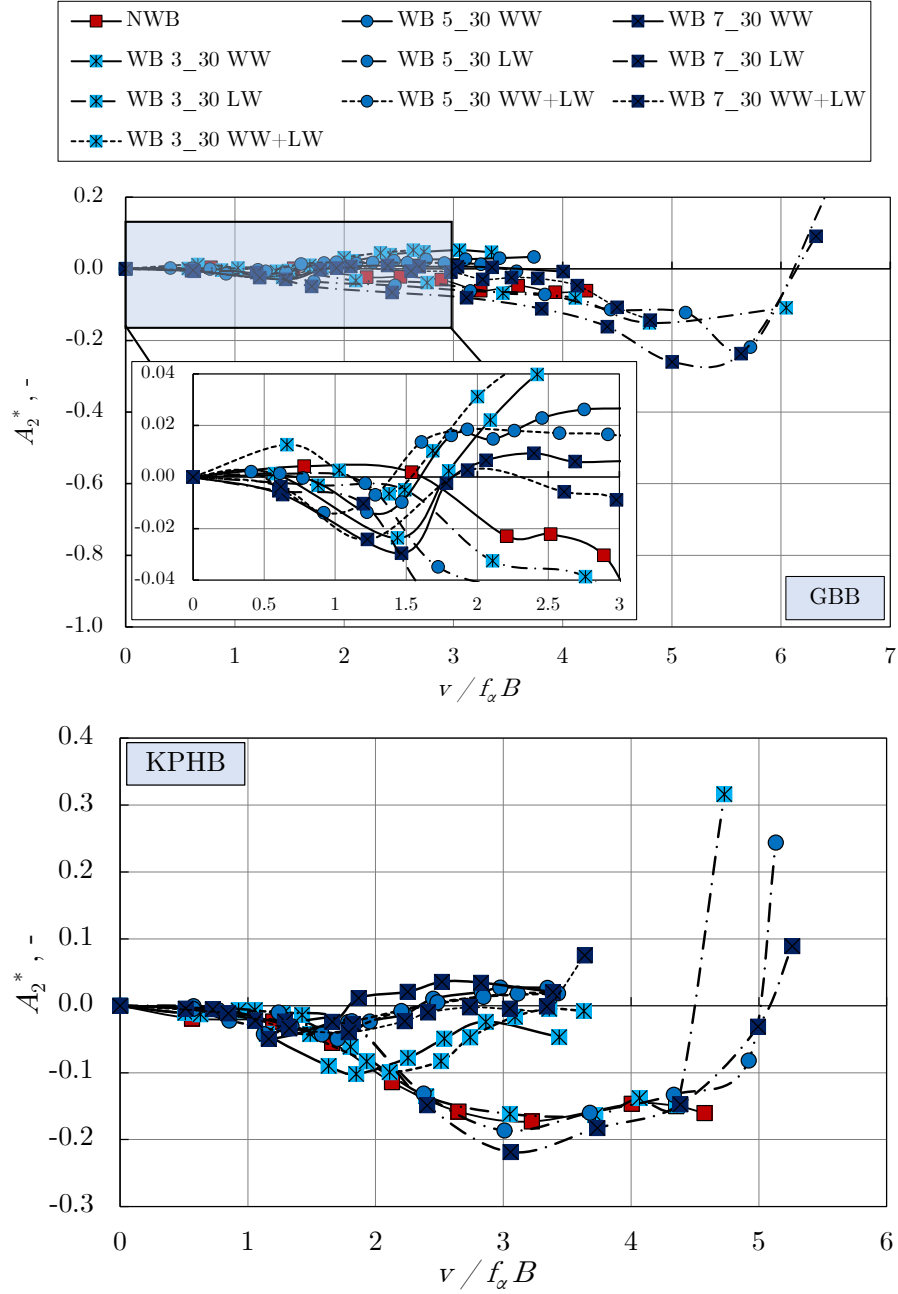 NWB WB 5_30 WW WB 7_30 WW
WB 3_30 WW WB 5_30 LW WB 7_30 LW
WB 3_30 LW WB 5_30 WW+LW WB 7_30 WW+LW
WB 3_30 WW+LW
0.2
0.0
-0.2
-0.4
-0.6
-0.8
-1.0
A₂*, -
0.04
0.02
0.00
-0.02
-0.04
0 0.5 1 1.5 2 2.5 3
GBB
0 1 2 3 4 5 6 7
v / fαB
KPHB
0.4
0.3
0.2
0.1
0.0
-0.1
-0.2
-0.3
A₂*, -
0 1 2 3 4 5 6
v / fαB